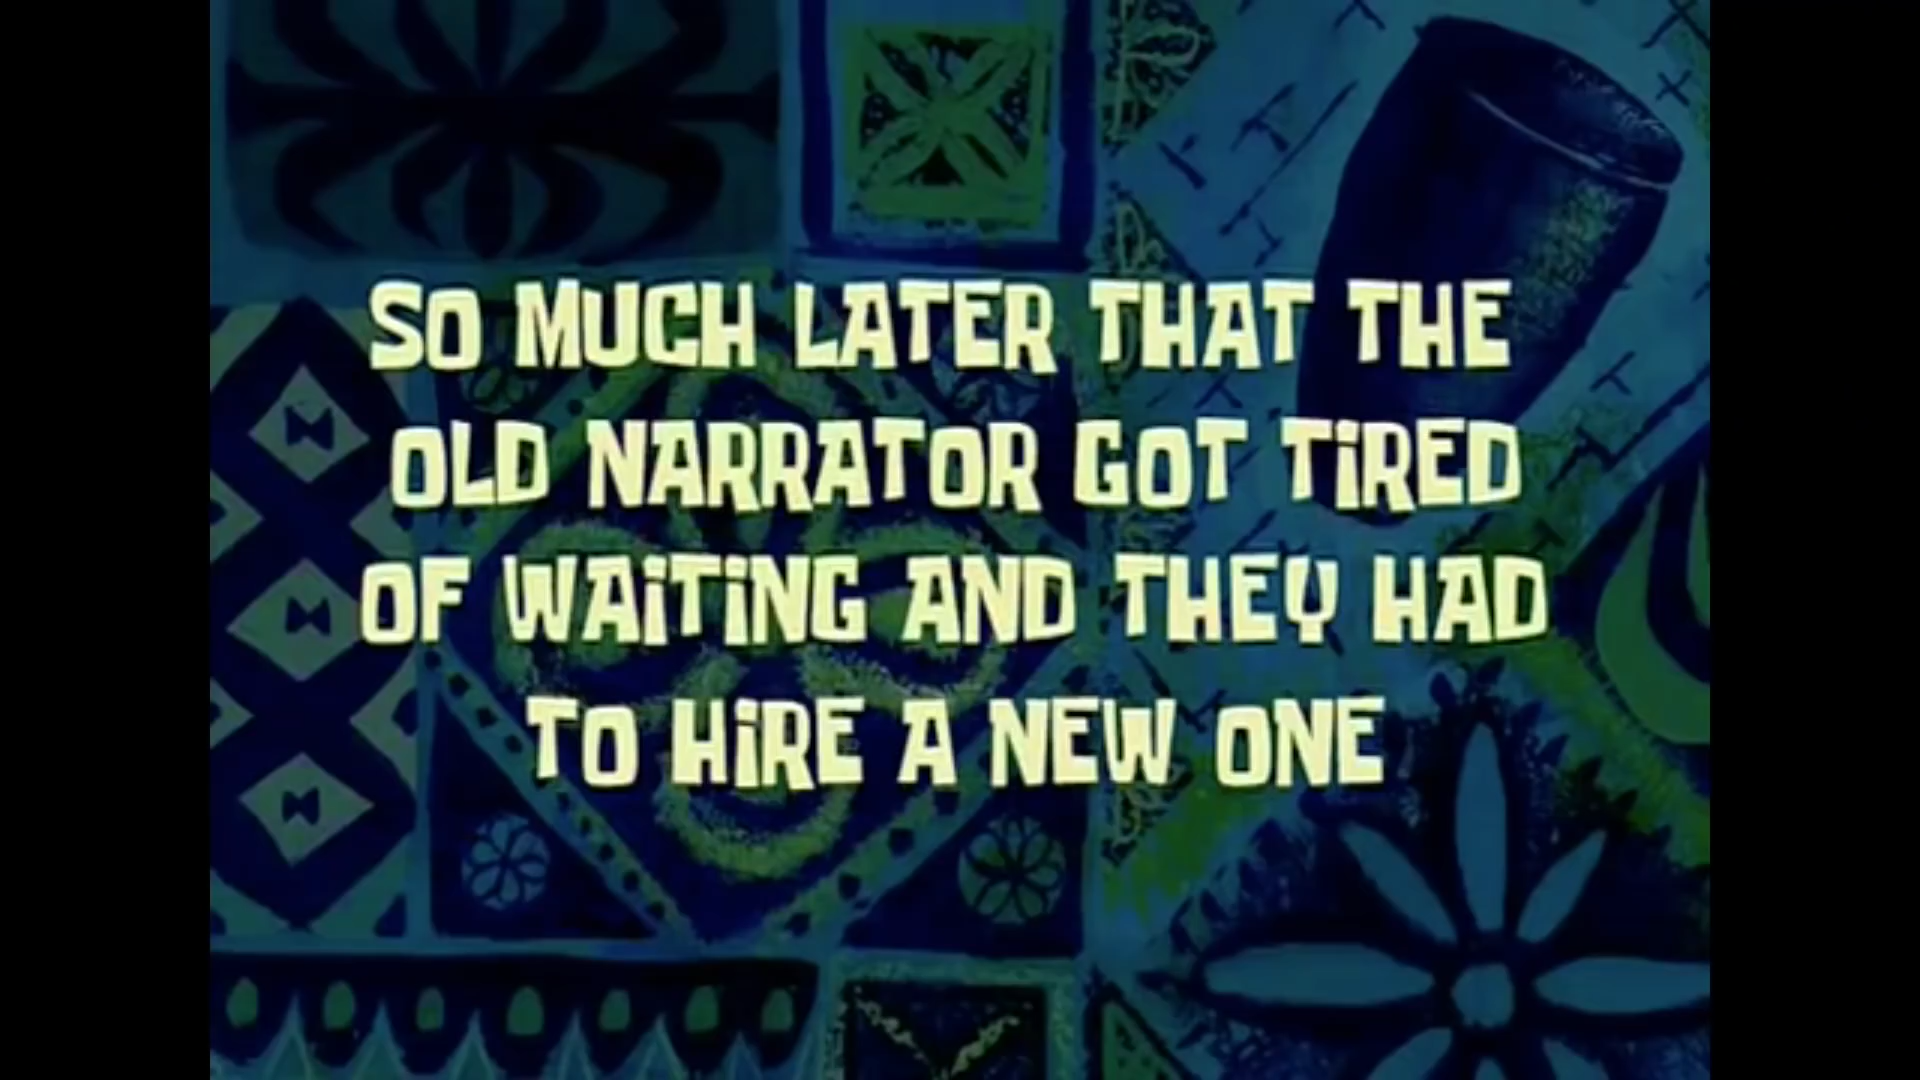 SO MUCH LATER THAT THE
OLD NARRATOR GOT TiRED
OF WAiTiNG AND THEY HAD
TO HiRE A NEW ONE